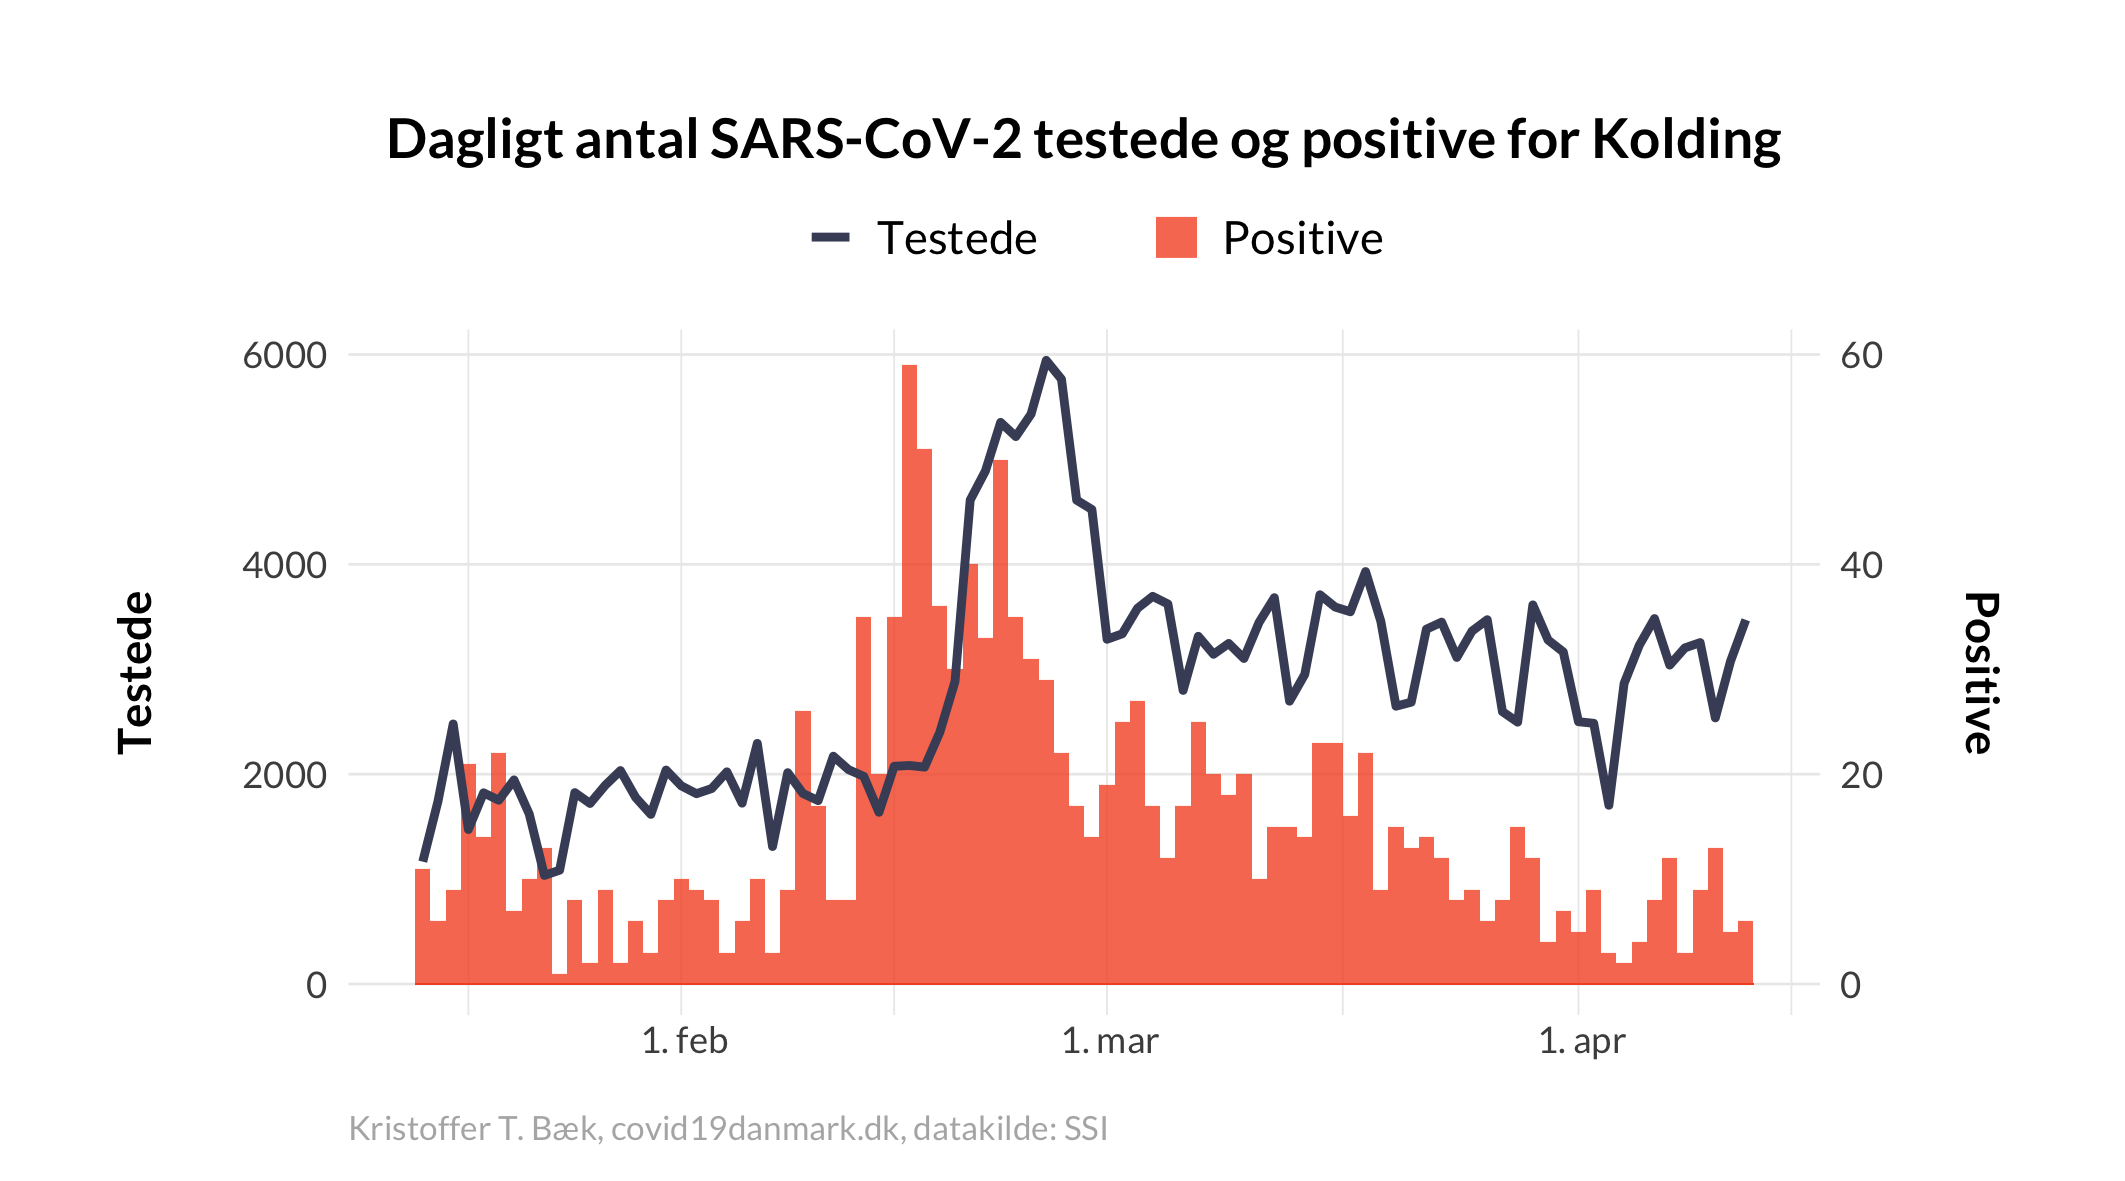 Dagligt antal SARS-CoV-2 testede og positive for Kolding
Testede
Positive
6000
4000
2000
0
Testede
60
40
20
0
Positive
1. feb
1. mar
1. apr
Kristoffer T. Bæk, covid19danmark.dk, datakilde: SSI